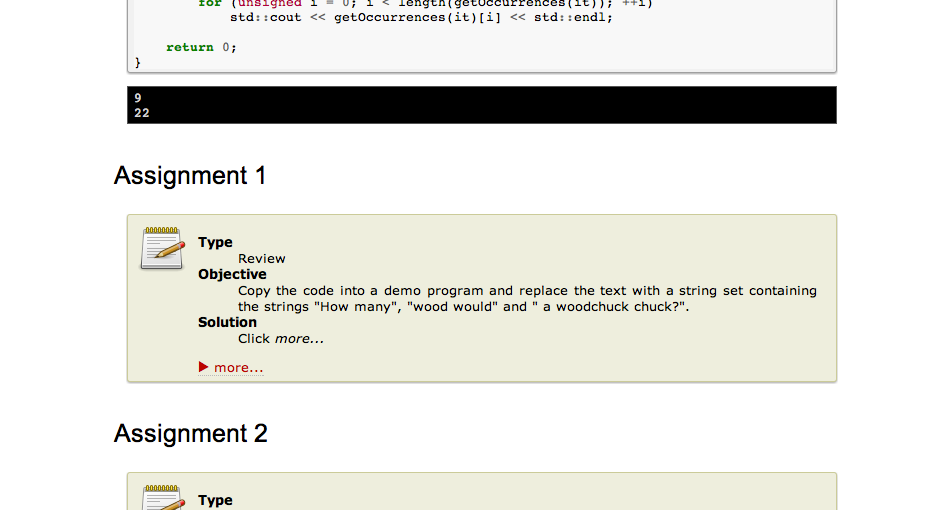 for (unsigned i = 0; i < length(getOccurrences(it)); ++i)
std::cout << getOccurrences(it)[i] << std::endl;
return 0;
}
9
22
Assignment 1
Type
Review
Objective
Copy the code into a demo program and replace the text with a string set containing
the strings "How many", "wood would" and " a woodchuck chuck?".
Solution
Click more...
▶ more...
Assignment 2
Type